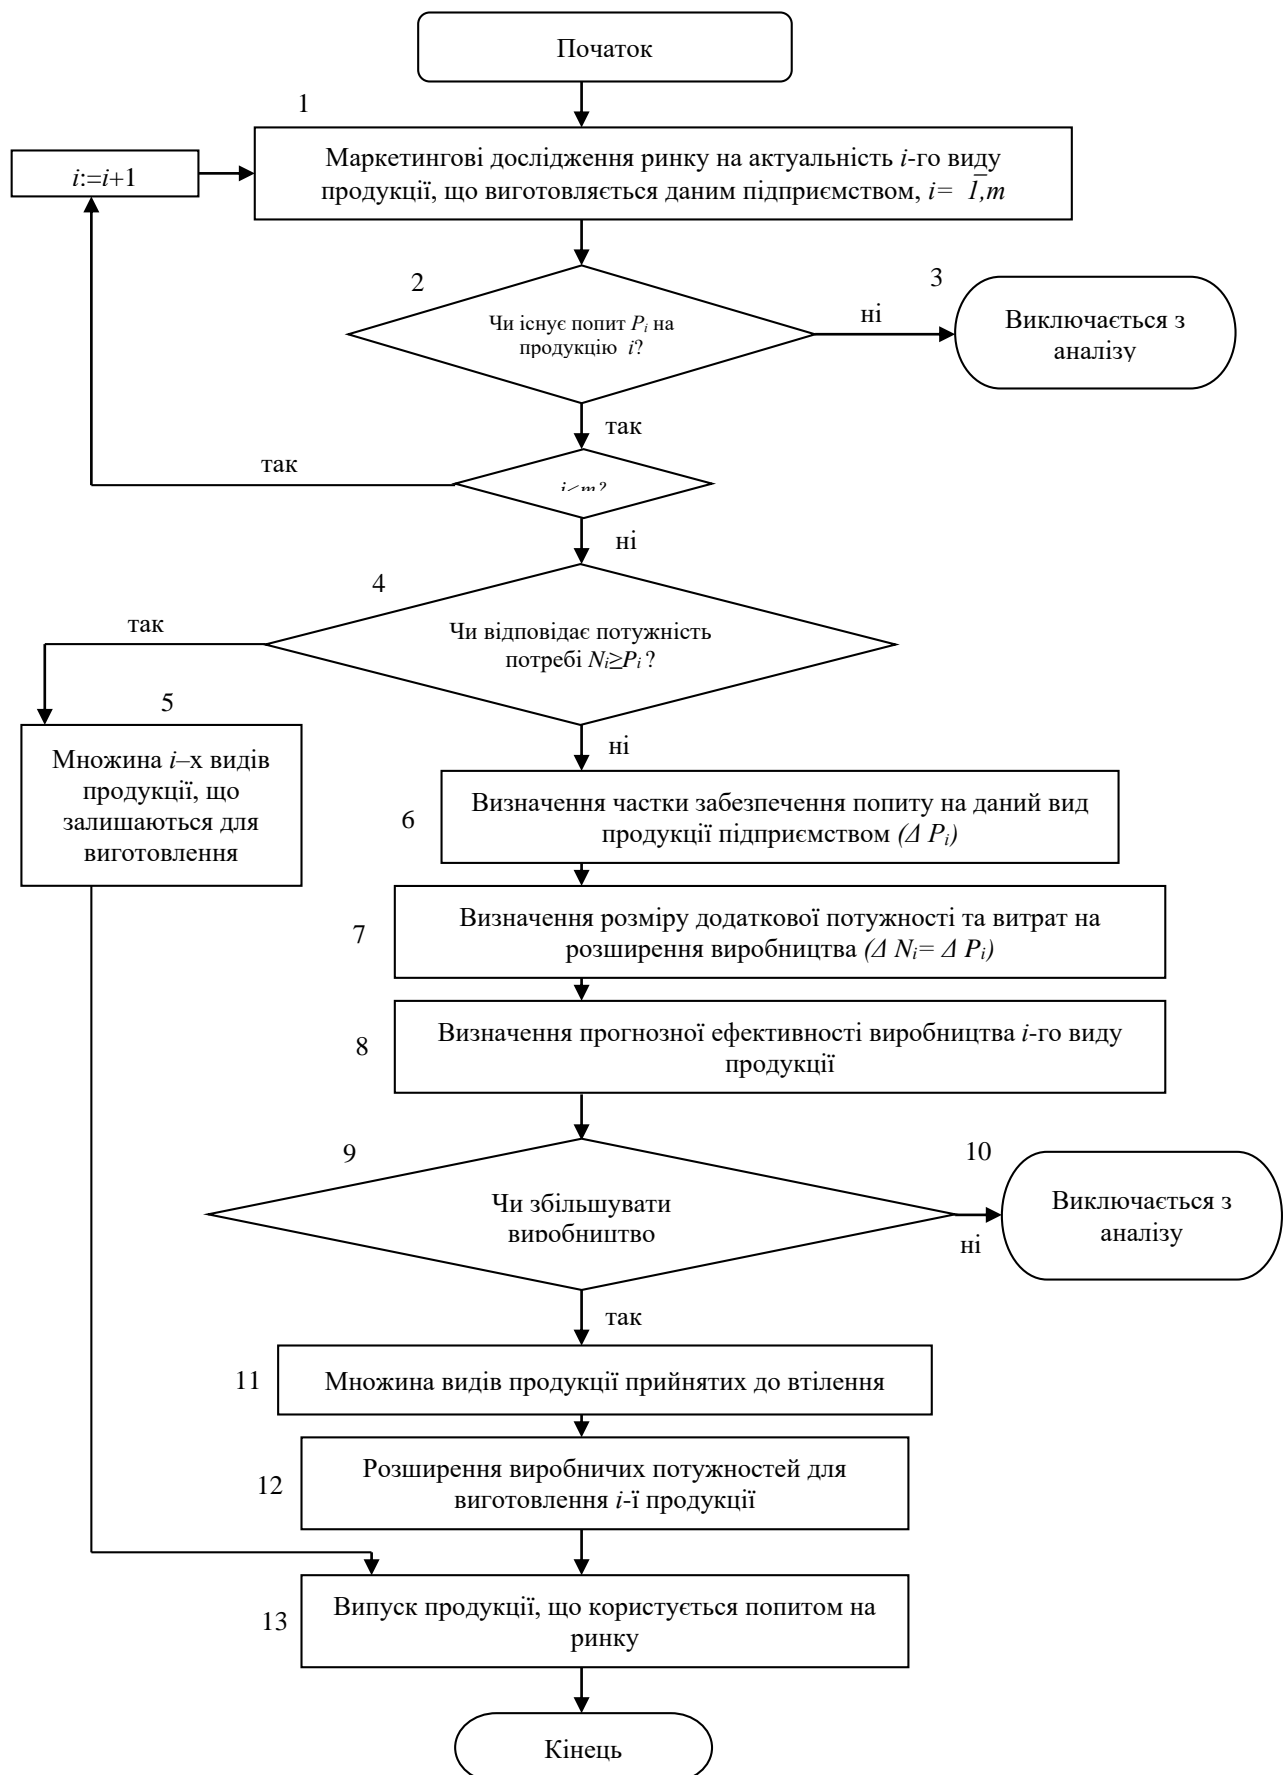 Початок
1
i:=i+1
Маркетингові дослідження ринку на актуальність i-го виду
продукції, що виготовляється даним підприємством, i= 1,m
2
Чи існує попит Pi на
продукцію i?
ні
3
Виключається з
аналізу
так
так
i<m?
ні
4
так
Чи відповідає потужність
потребі Ni≥Pi ?
5
Множина i–х видів
продукції, що
залишаються для
виготовлення
ні
6
Визначення частки забезпечення попиту на даний вид
продукції підприємством (Δ Pi)
7
Визначення розміру додаткової потужності та витрат на
розширення виробництва (Δ Ni= Δ Pi)
8
Визначення прогнозної ефективності виробництва i-го виду
продукції
9
Чи збільшувати
виробництво
10
ні
Виключається з
аналізу
так
11
Множина видів продукції прийнятих до втілення
12
Розширення виробничих потужностей для
виготовлення i-ї продукції
13
Випуск продукції, що користується попитом на
ринку
Кінець